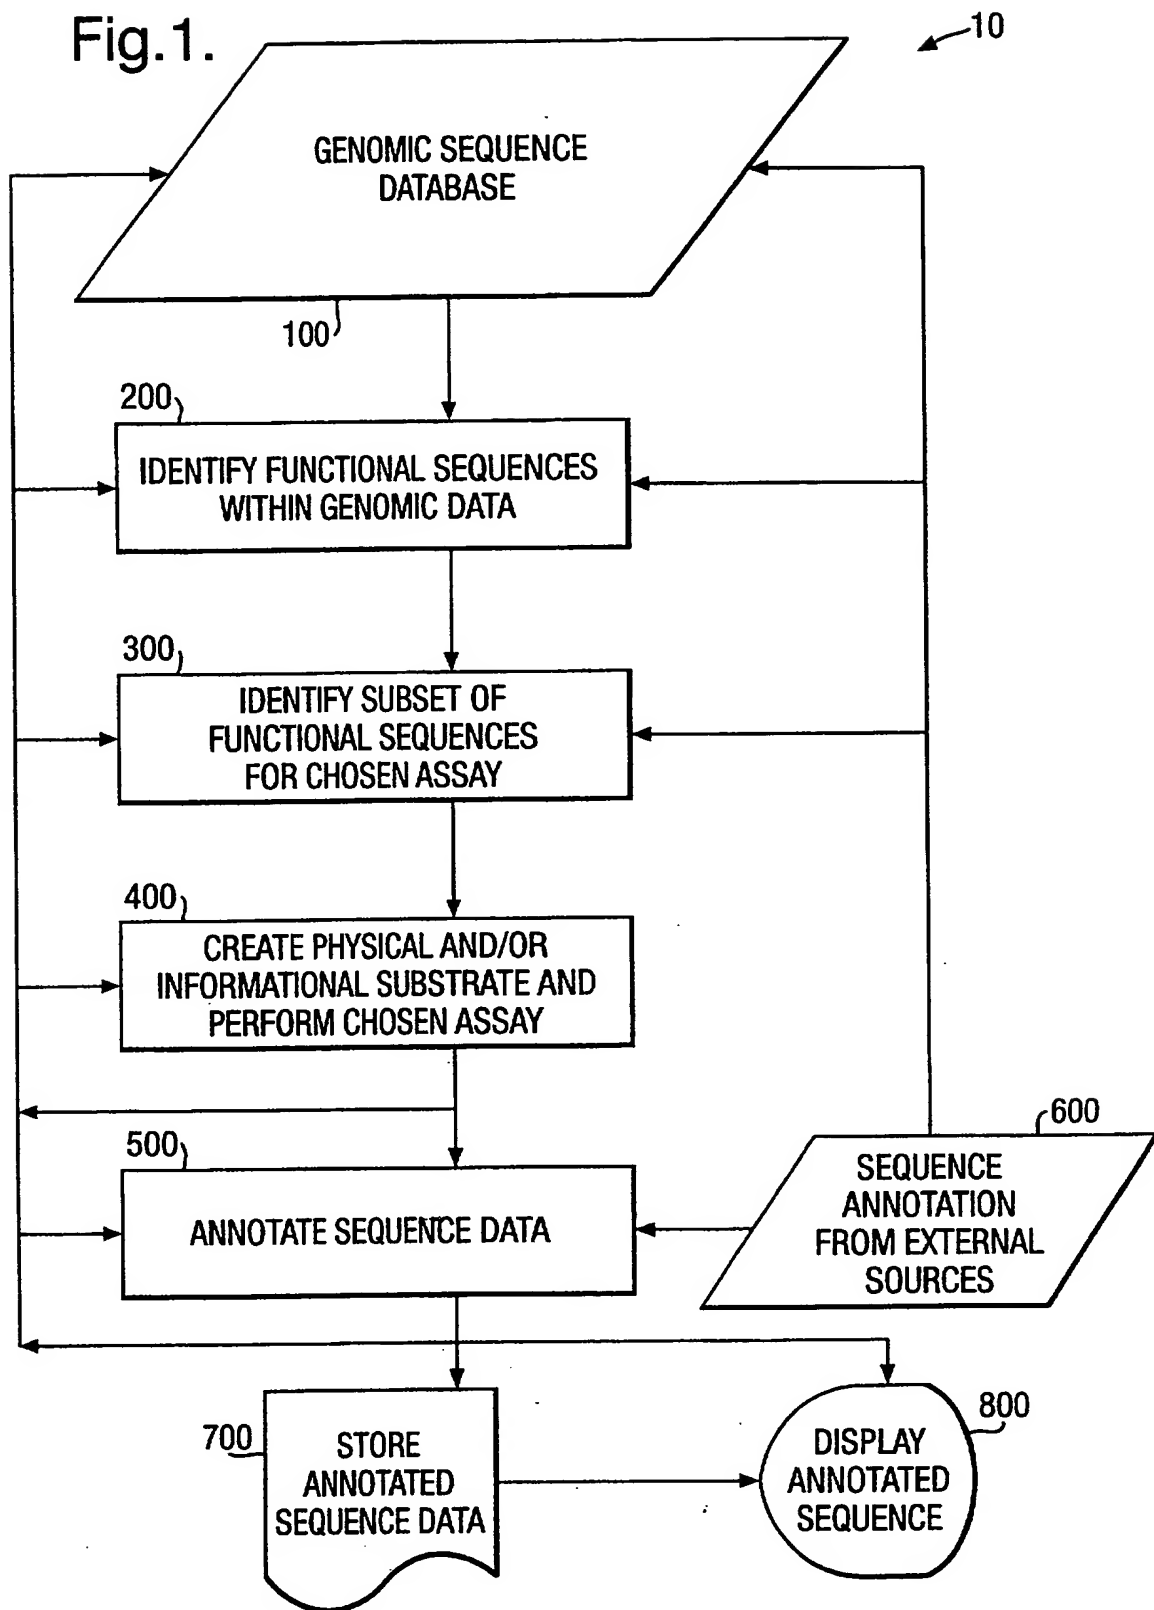 Fig.1.
10
GENOMIC SEQUENCE
DATABASE
100
200
IDENTIFY FUNCTIONAL SEQUENCES
WITHIN GENOMIC DATA
300
IDENTIFY SUBSET OF
FUNCTIONAL SEQUENCES
FOR CHOSEN ASSAY
400
CREATE PHYSICAL AND/OR
INFORMATIONAL SUBSTRATE AND
PERFORM CHOSEN ASSAY
500
ANNOTATE SEQUENCE DATA
600
SEQUENCE
ANNOTATION
FROM EXTERNAL
SOURCES
700
STORE
ANNOTATED
SEQUENCE DATA
800
DISPLAY
ANNOTATED
SEQUENCE